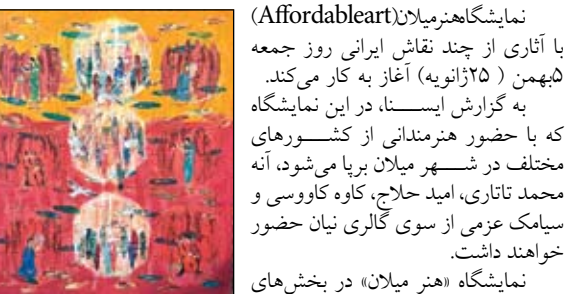 نمایشگاه‌هنرمیلان(Affordableart)
با آثاری از چند نقاش ایرانی روز جمعه
۵بهمن ( ۲۵ژانویه) آغاز به کار می‌کند.
به گزارش ایسنا، در این نمایشگاه
که با حضور هنرمندانی از کشورهای
مختلف در شهر میلان برپا می‌شود، آنه
محمد تاتاری، امید حلاج، کاوه کاووسی و
سیامک عزمی از سوی گالری نیان حضور
خواهند داشت.
نمایشگاه «هنر میلان» در بخش‌های